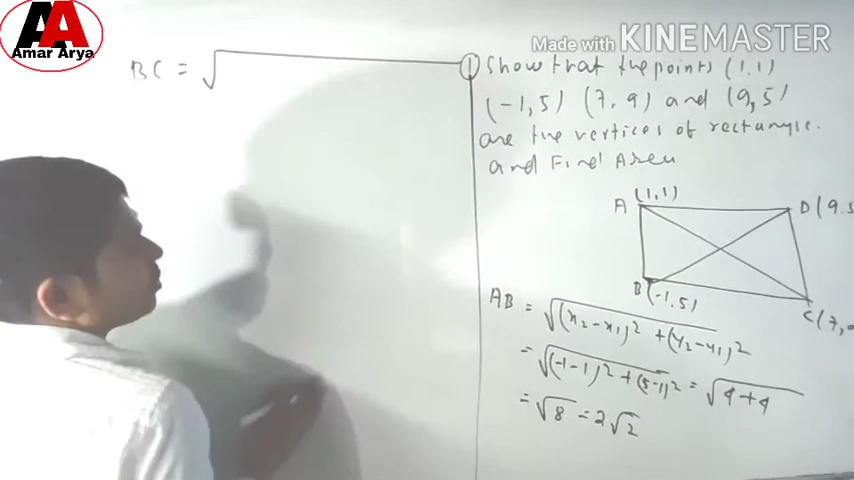 Amar Arya
Made with KINEMASTER
BC = √
① Show that the points (1.1)
(-1,5) (7,9) and (9,5)
are the vertices of rectangle.
and Find Area
A (1,1)
D (9.5
B (-1.5)
C (7,
AB = √(x₂-x₁)² + (y₂-y₁)²
= √(-1-1)² + (5-1)² = √4+4
= √8 = 2√2